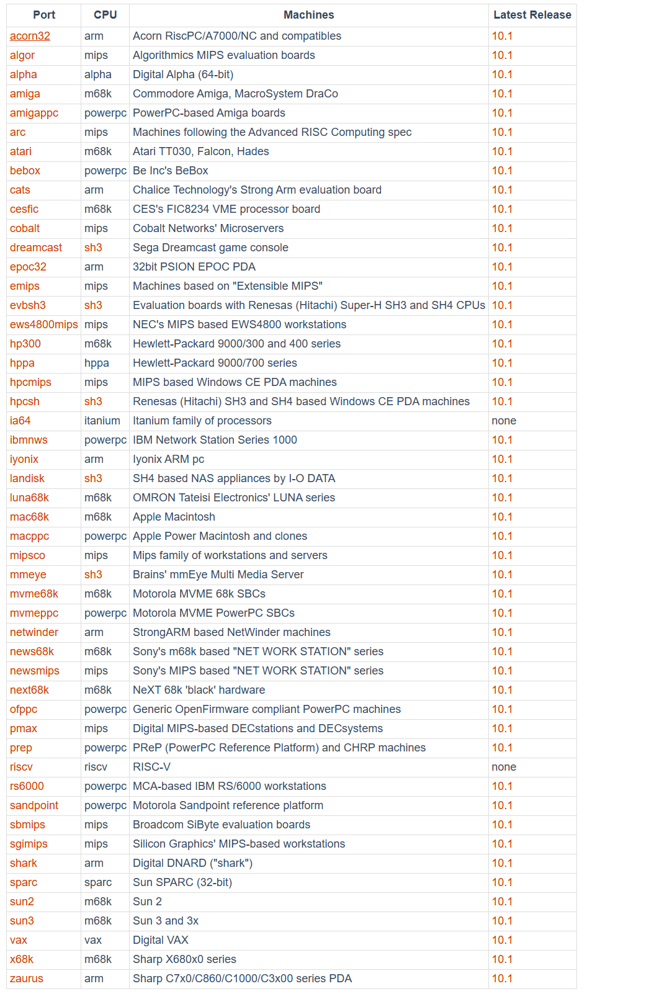 Port CPU Machines Latest Release
acorn32 arm Acorn RiscPC/A7000/NC and compatibles 10.1
algor mips Algorithmics MIPS evaluation boards 10.1
alpha alpha Digital Alpha (64-bit) 10.1
amiga m68k Commodore Amiga, MacroSystem DraCo 10.1
amigappc powerpc PowerPC-based Amiga boards 10.1
arc mips Machines following the Advanced RISC Computing spec 10.1
atari m68k Atari TT030, Falcon, Hades 10.1
bebox powerpc Be Inc's BeBox 10.1
cats arm Chalice Technology's Strong Arm evaluation board 10.1
cesfic m68k CES's FIC8234 VME processor board 10.1
cobalt mips Cobalt Networks' Microservers 10.1
dreamcast sh3 Sega Dreamcast game console 10.1
epoc32 arm 32bit PSION EPOC PDA 10.1
emips mips Machines based on "Extensible MIPS" 10.1
evbsh3 sh3 Evaluation boards with Renesas (Hitachi) Super-H SH3 and SH4 CPUs 10.1
ews4800mips mips NEC's MIPS based EWS4800 workstations 10.1
hp300 m68k Hewlett-Packard 9000/300 and 400 series 10.1
hppa hppa Hewlett-Packard 9000/700 series 10.1
hpcmips mips MIPS based Windows CE PDA machines 10.1
hpcsh sh3 Renesas (Hitachi) SH3 and SH4 based Windows CE PDA machines 10.1
ia64 itanium Itanium family of processors none
ibmnws powerpc IBM Network Station Series 1000 10.1
iyonix arm Iyonix ARM pc 10.1
landisk sh3 SH4 based NAS appliances by I-O DATA 10.1
luna68k m68k OMRON Tateisi Electronics' LUNA series 10.1
mac68k m68k Apple Macintosh 10.1
macppc powerpc Apple Power Macintosh and clones 10.1
mipsco mips Mips family of workstations and servers 10.1
mmeye sh3 Brains' mmEye Multi Media Server 10.1
mvme68k m68k Motorola MVME 68k SBCs 10.1
mvmeppc powerpc Motorola MVME PowerPC SBCs 10.1
netwinder arm StrongARM based NetWinder machines 10.1
news68k m68k Sony's m68k based "NET WORK STATION" series 10.1
newsmips mips Sony's MIPS based "NET WORK STATION" series 10.1
next68k m68k NeXT 68k 'black' hardware 10.1
ofppc powerpc Generic OpenFirmware compliant PowerPC machines 10.1
pmax mips Digital MIPS-based DECstations and DECsystems 10.1
prep powerpc PReP (PowerPC Reference Platform) and CHRP machines 10.1
riscv riscv RISC-V none
rs6000 powerpc MCA-based IBM RS/6000 workstations 10.1
sandpoint powerpc Motorola Sandpoint reference platform 10.1
sbmips mips Broadcom SiByte evaluation boards 10.1
sgimips mips Silicon Graphics' MIPS-based workstations 10.1
shark arm Digital DNARD ("shark") 10.1
sparc sparc Sun SPARC (32-bit) 10.1
sun2 m68k Sun 2 10.1
sun3 m68k Sun 3 and 3x 10.1
vax vax Digital VAX 10.1
x68k m68k Sharp X680x0 series 10.1
zaurus arm Sharp C7x0/C860/C1000/C3x00 series PDA 10.1